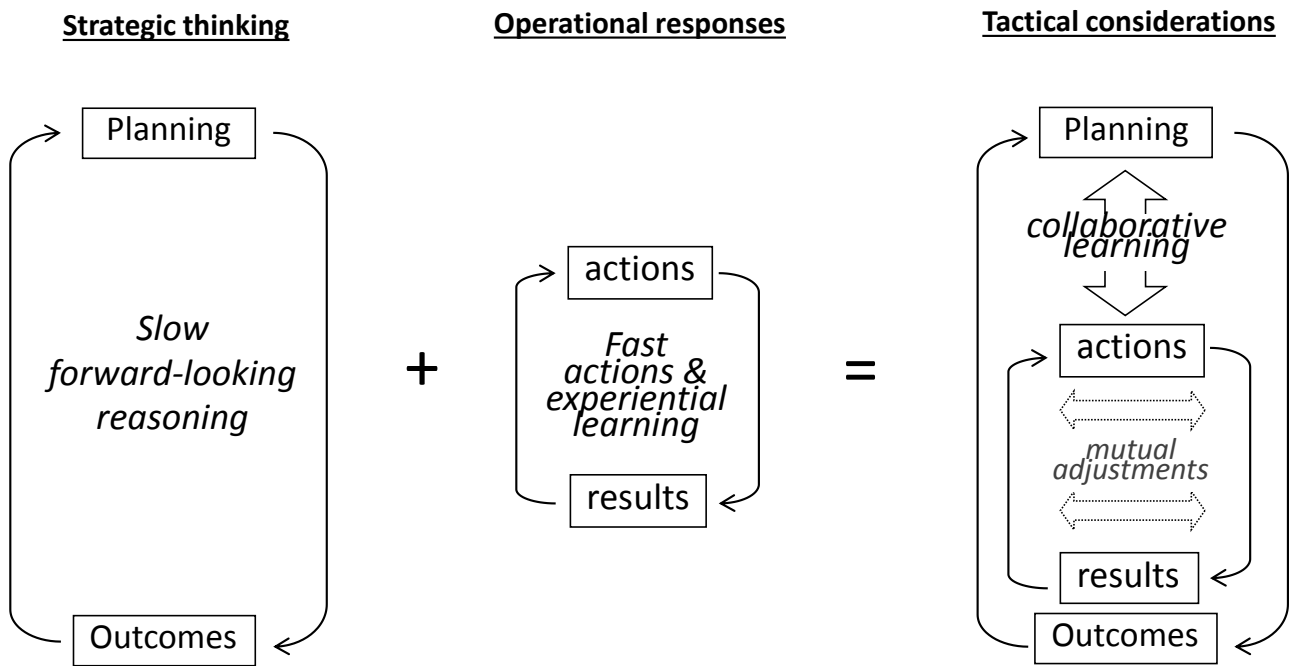 Strategic thinking
Planning
Slow
forward-looking
reasoning
Outcomes
+
Operational responses
actions
Fast
actions &
experiential
learning
results
=
Tactical considerations
Planning
collaborative
learning
actions
mutual
adjustments
results
Outcomes